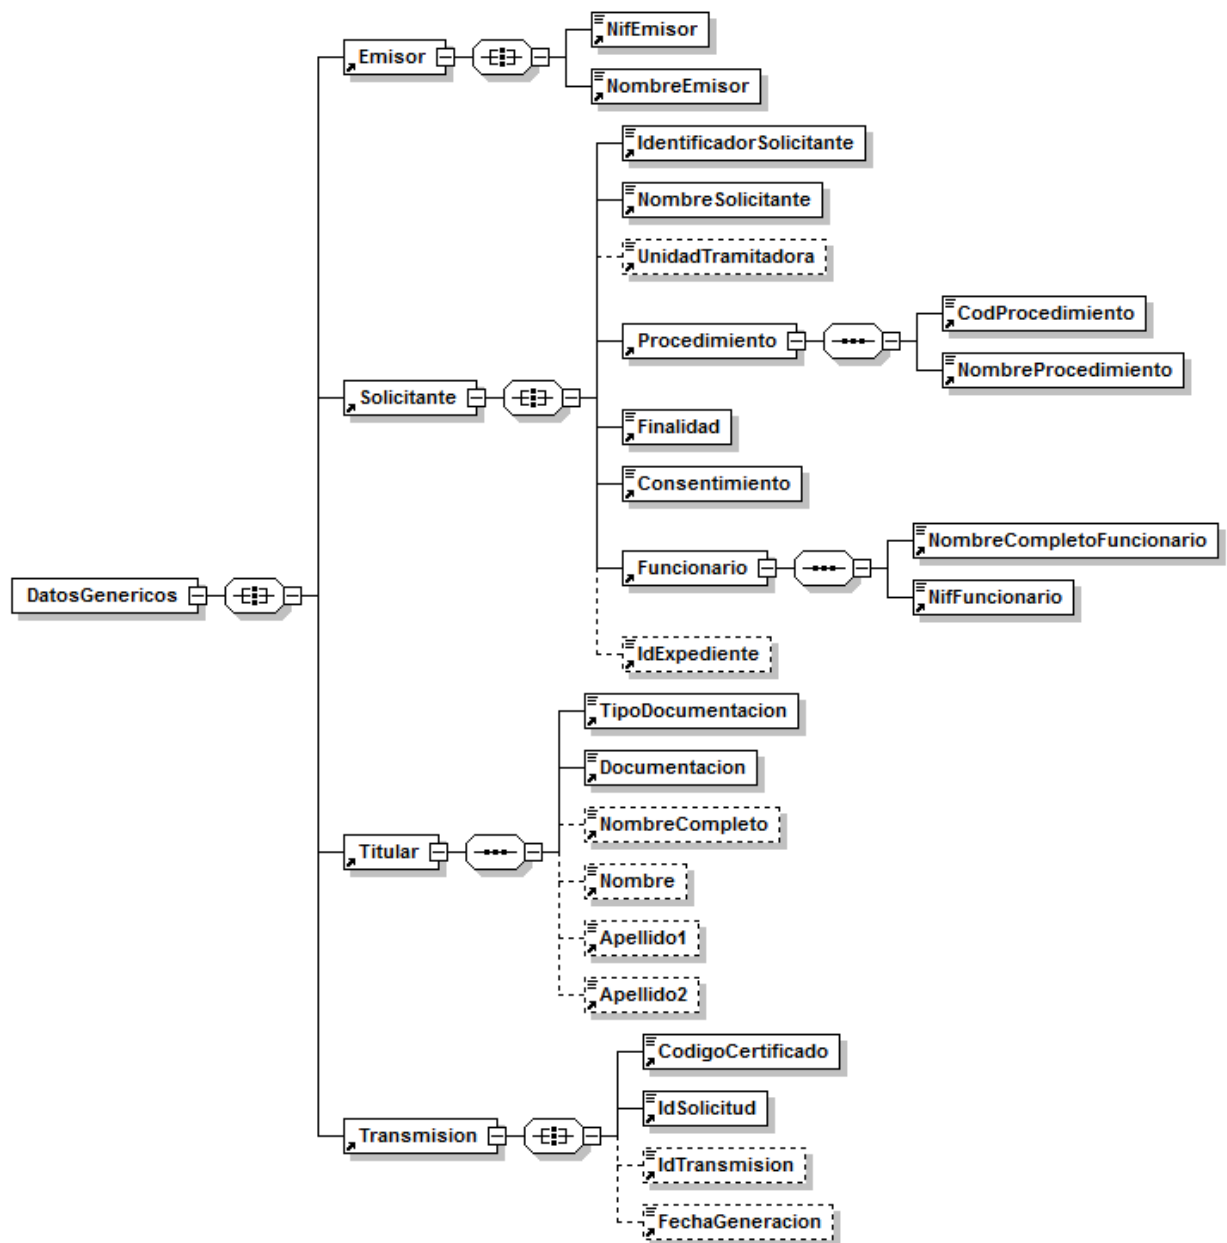 DatosGenericos
Emisor
NifEmisor
NombreEmisor
Solicitante
IdentificadorSolicitante
NombreSolicitante
UnidadTramitadora
Procedimiento
CodProcedimiento
NombreProcedimiento
Finalidad
Consentimiento
Funcionario
NombreCompletoFuncionario
NifFuncionario
IdExpediente
Titular
TipoDocumentacion
Documentacion
NombreCompleto
Nombre
Apellido1
Apellido2
Transmision
CodigoCertificado
IdSolicitud
IdTransmision
FechaGeneracion